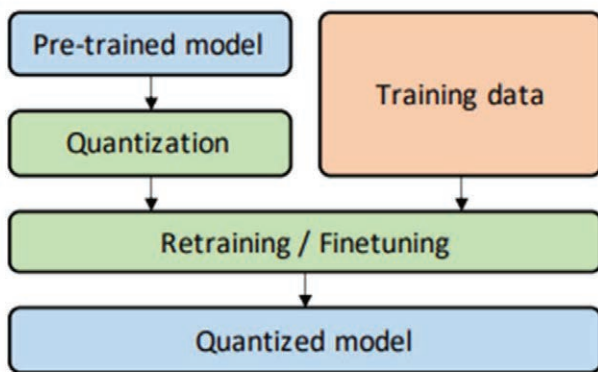 Pre-trained model
Training data
Quantization
Retraining / Finetuning
Quantized model